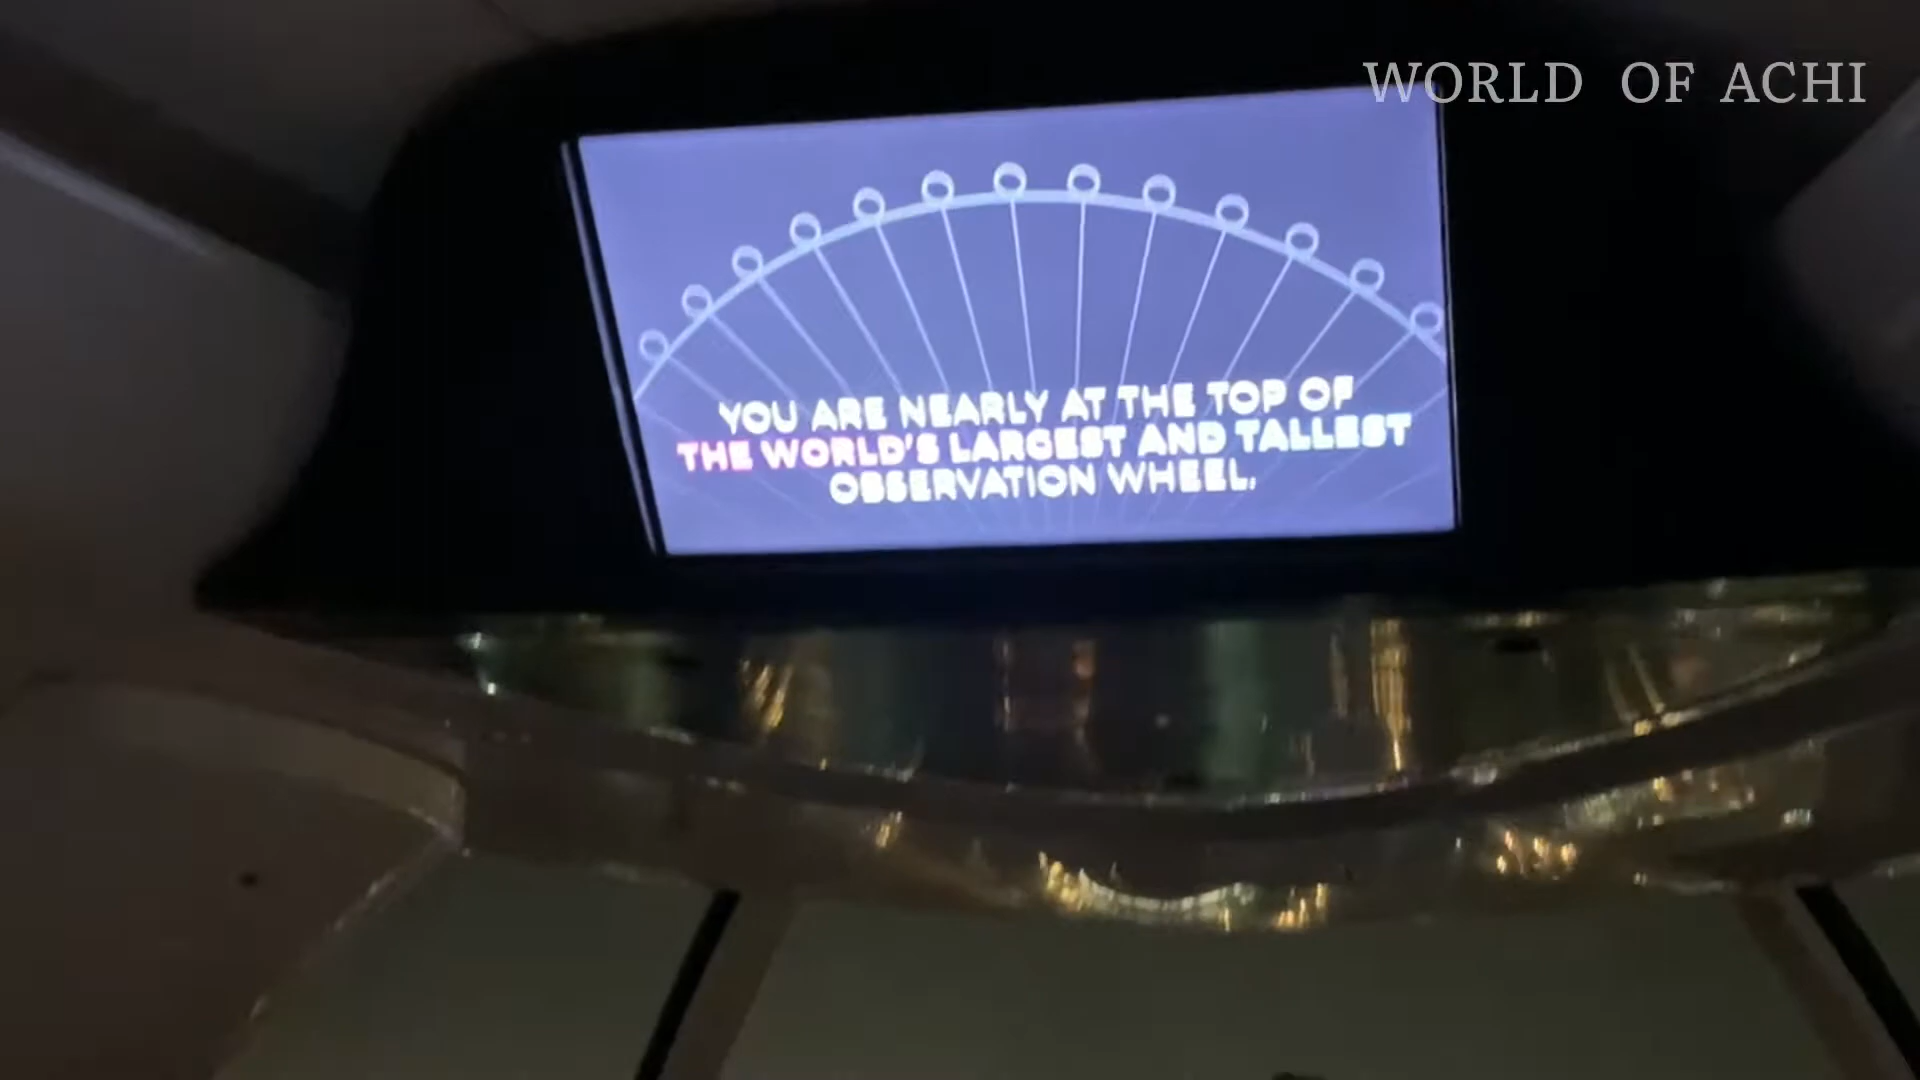 WORLD OF ACHI
YOU ARE NEARLY AT THE TOP OF
THE WORLD'S LARGEST AND TALLEST
OBSERVATION WHEEL.